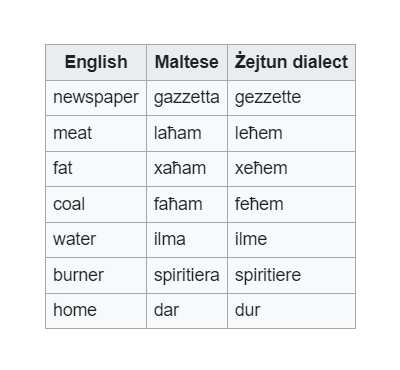 English Maltese Żejtun dialect
newspaper gazzetta gezzette
meat laħam leħem
fat xaħam xeħem
coal faħam feħem
water ilma ilme
burner spiritiera spiritiere
home dar dur